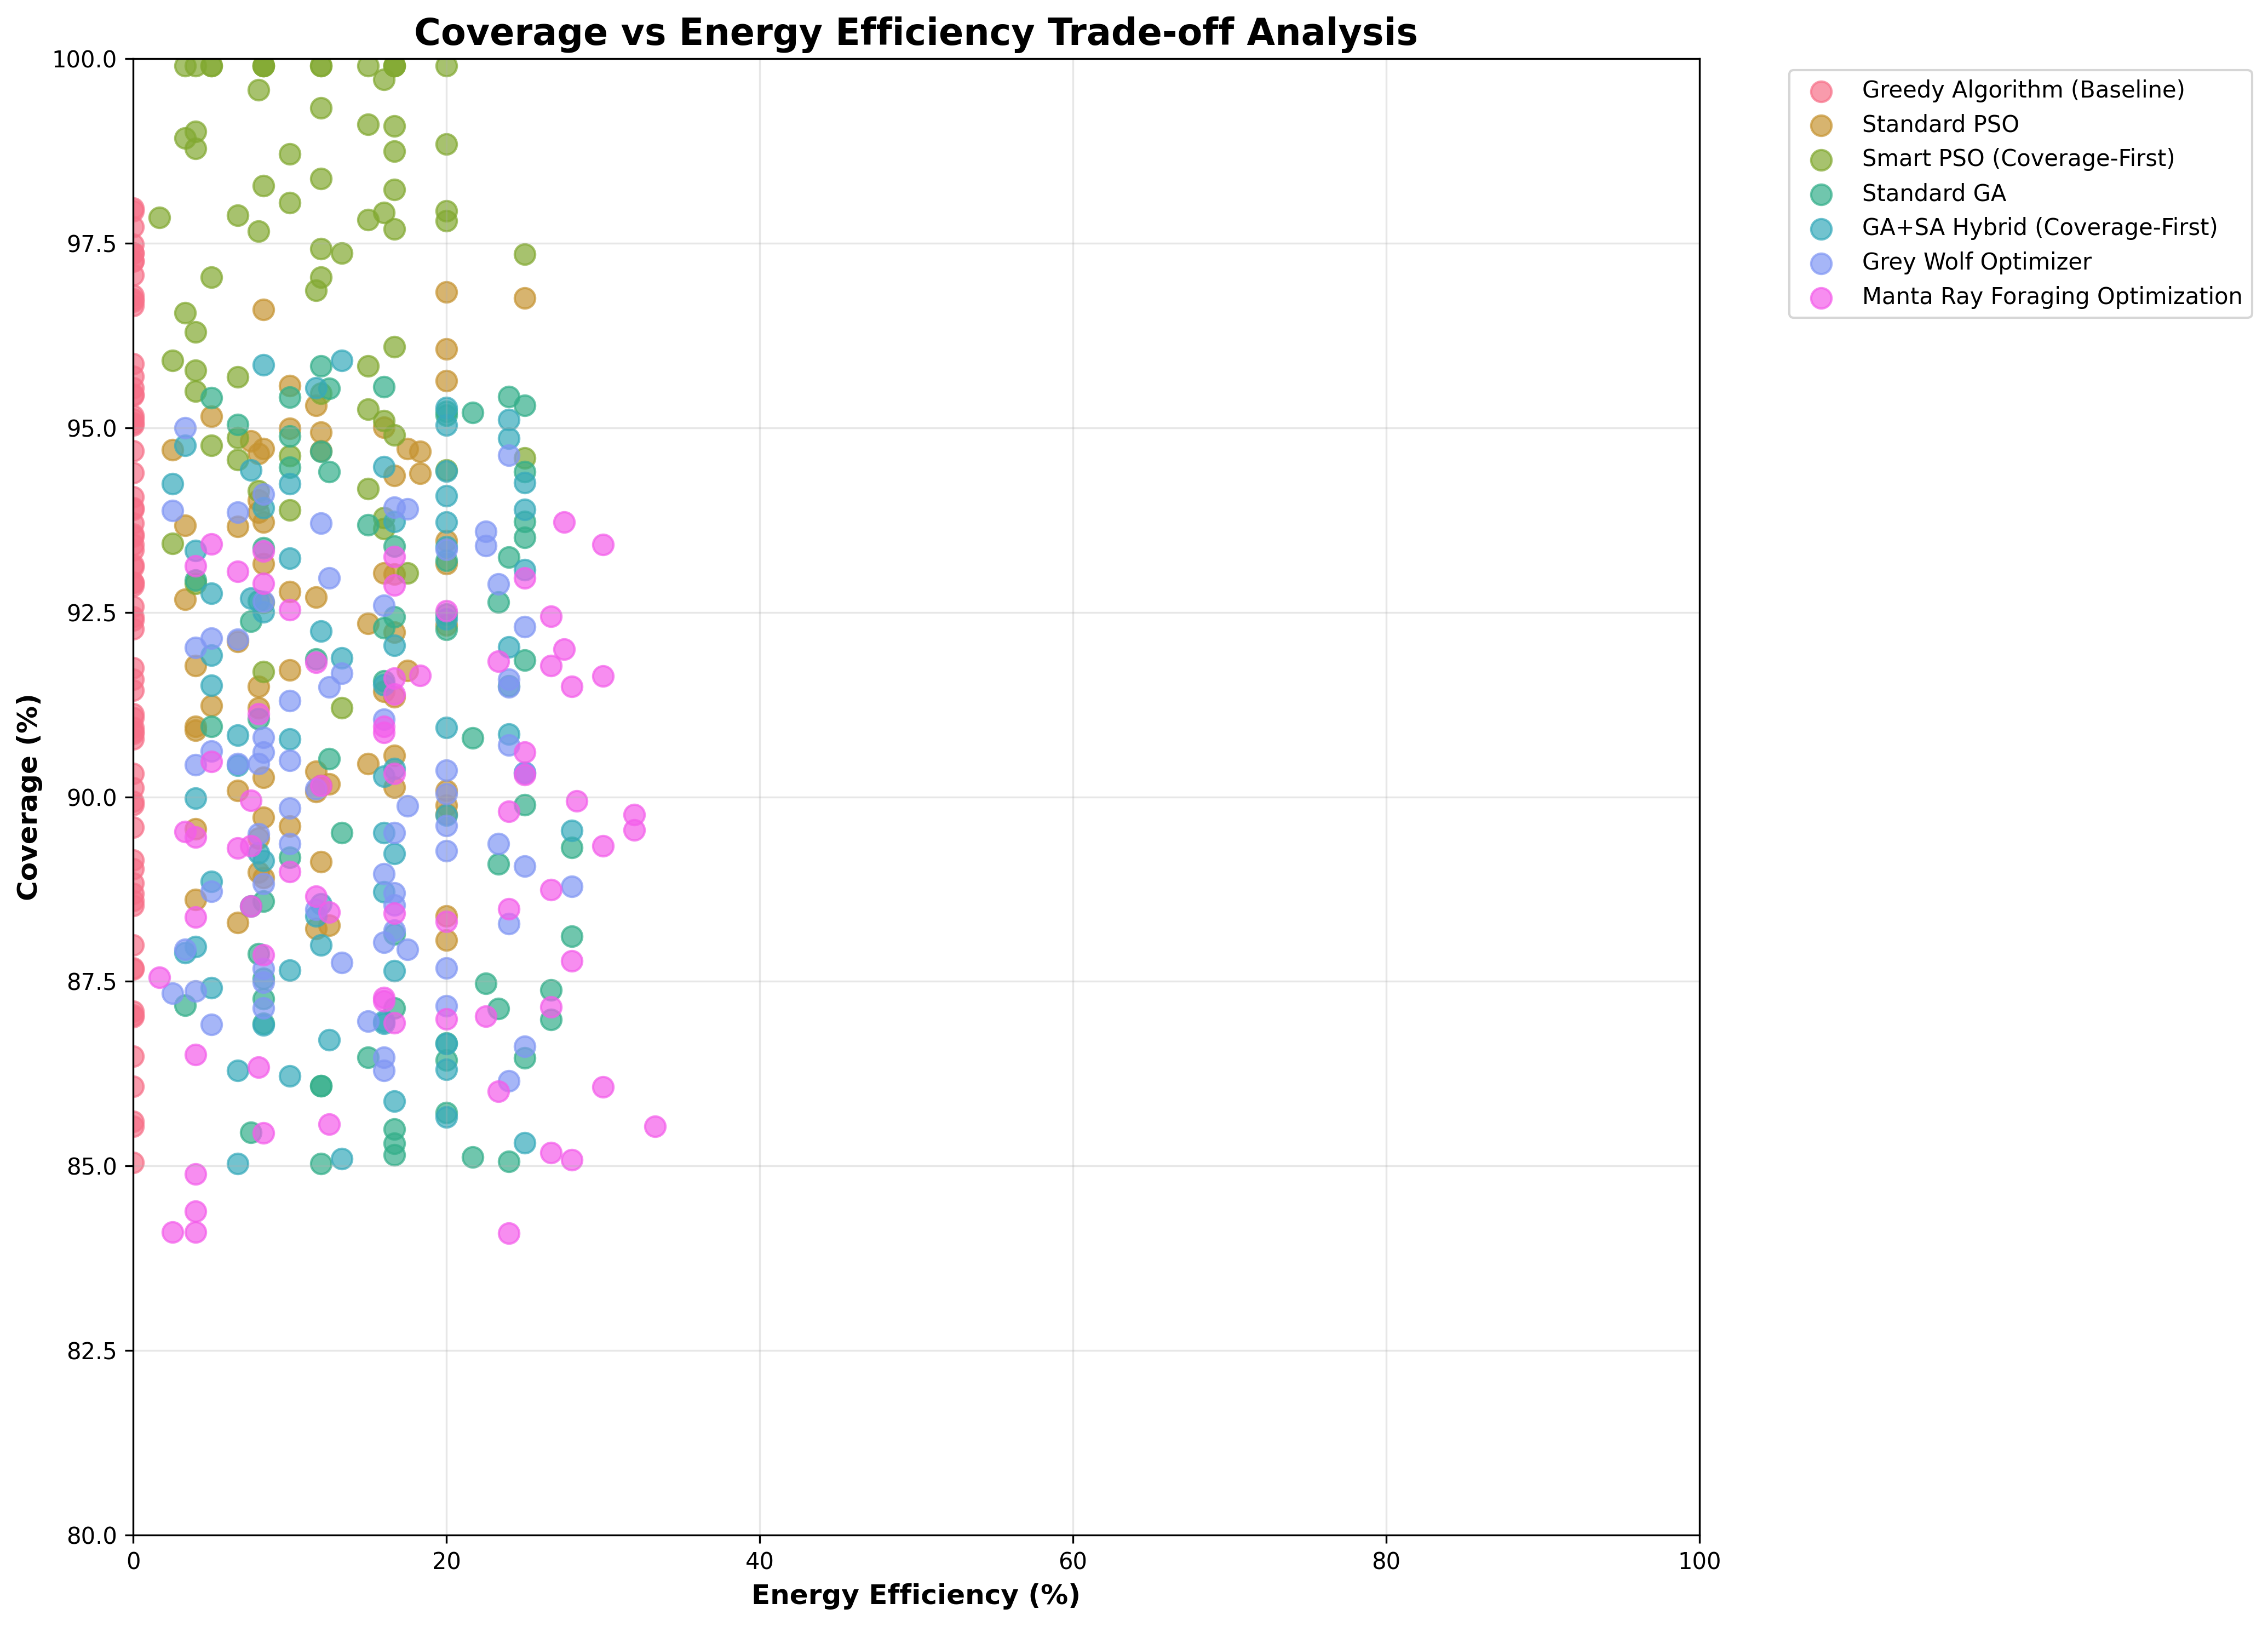 Coverage vs Energy Efficiency Trade-off Analysis
100.0
97.5
95.0
92.5
90.0
87.5
85.0
82.5
80.0
Coverage (%)
0 20 40 60 80 100
Energy Efficiency (%)
Greedy Algorithm (Baseline)
Standard PSO
Smart PSO (Coverage-First)
Standard GA
GA+SA Hybrid (Coverage-First)
Grey Wolf Optimizer
Manta Ray Foraging Optimization